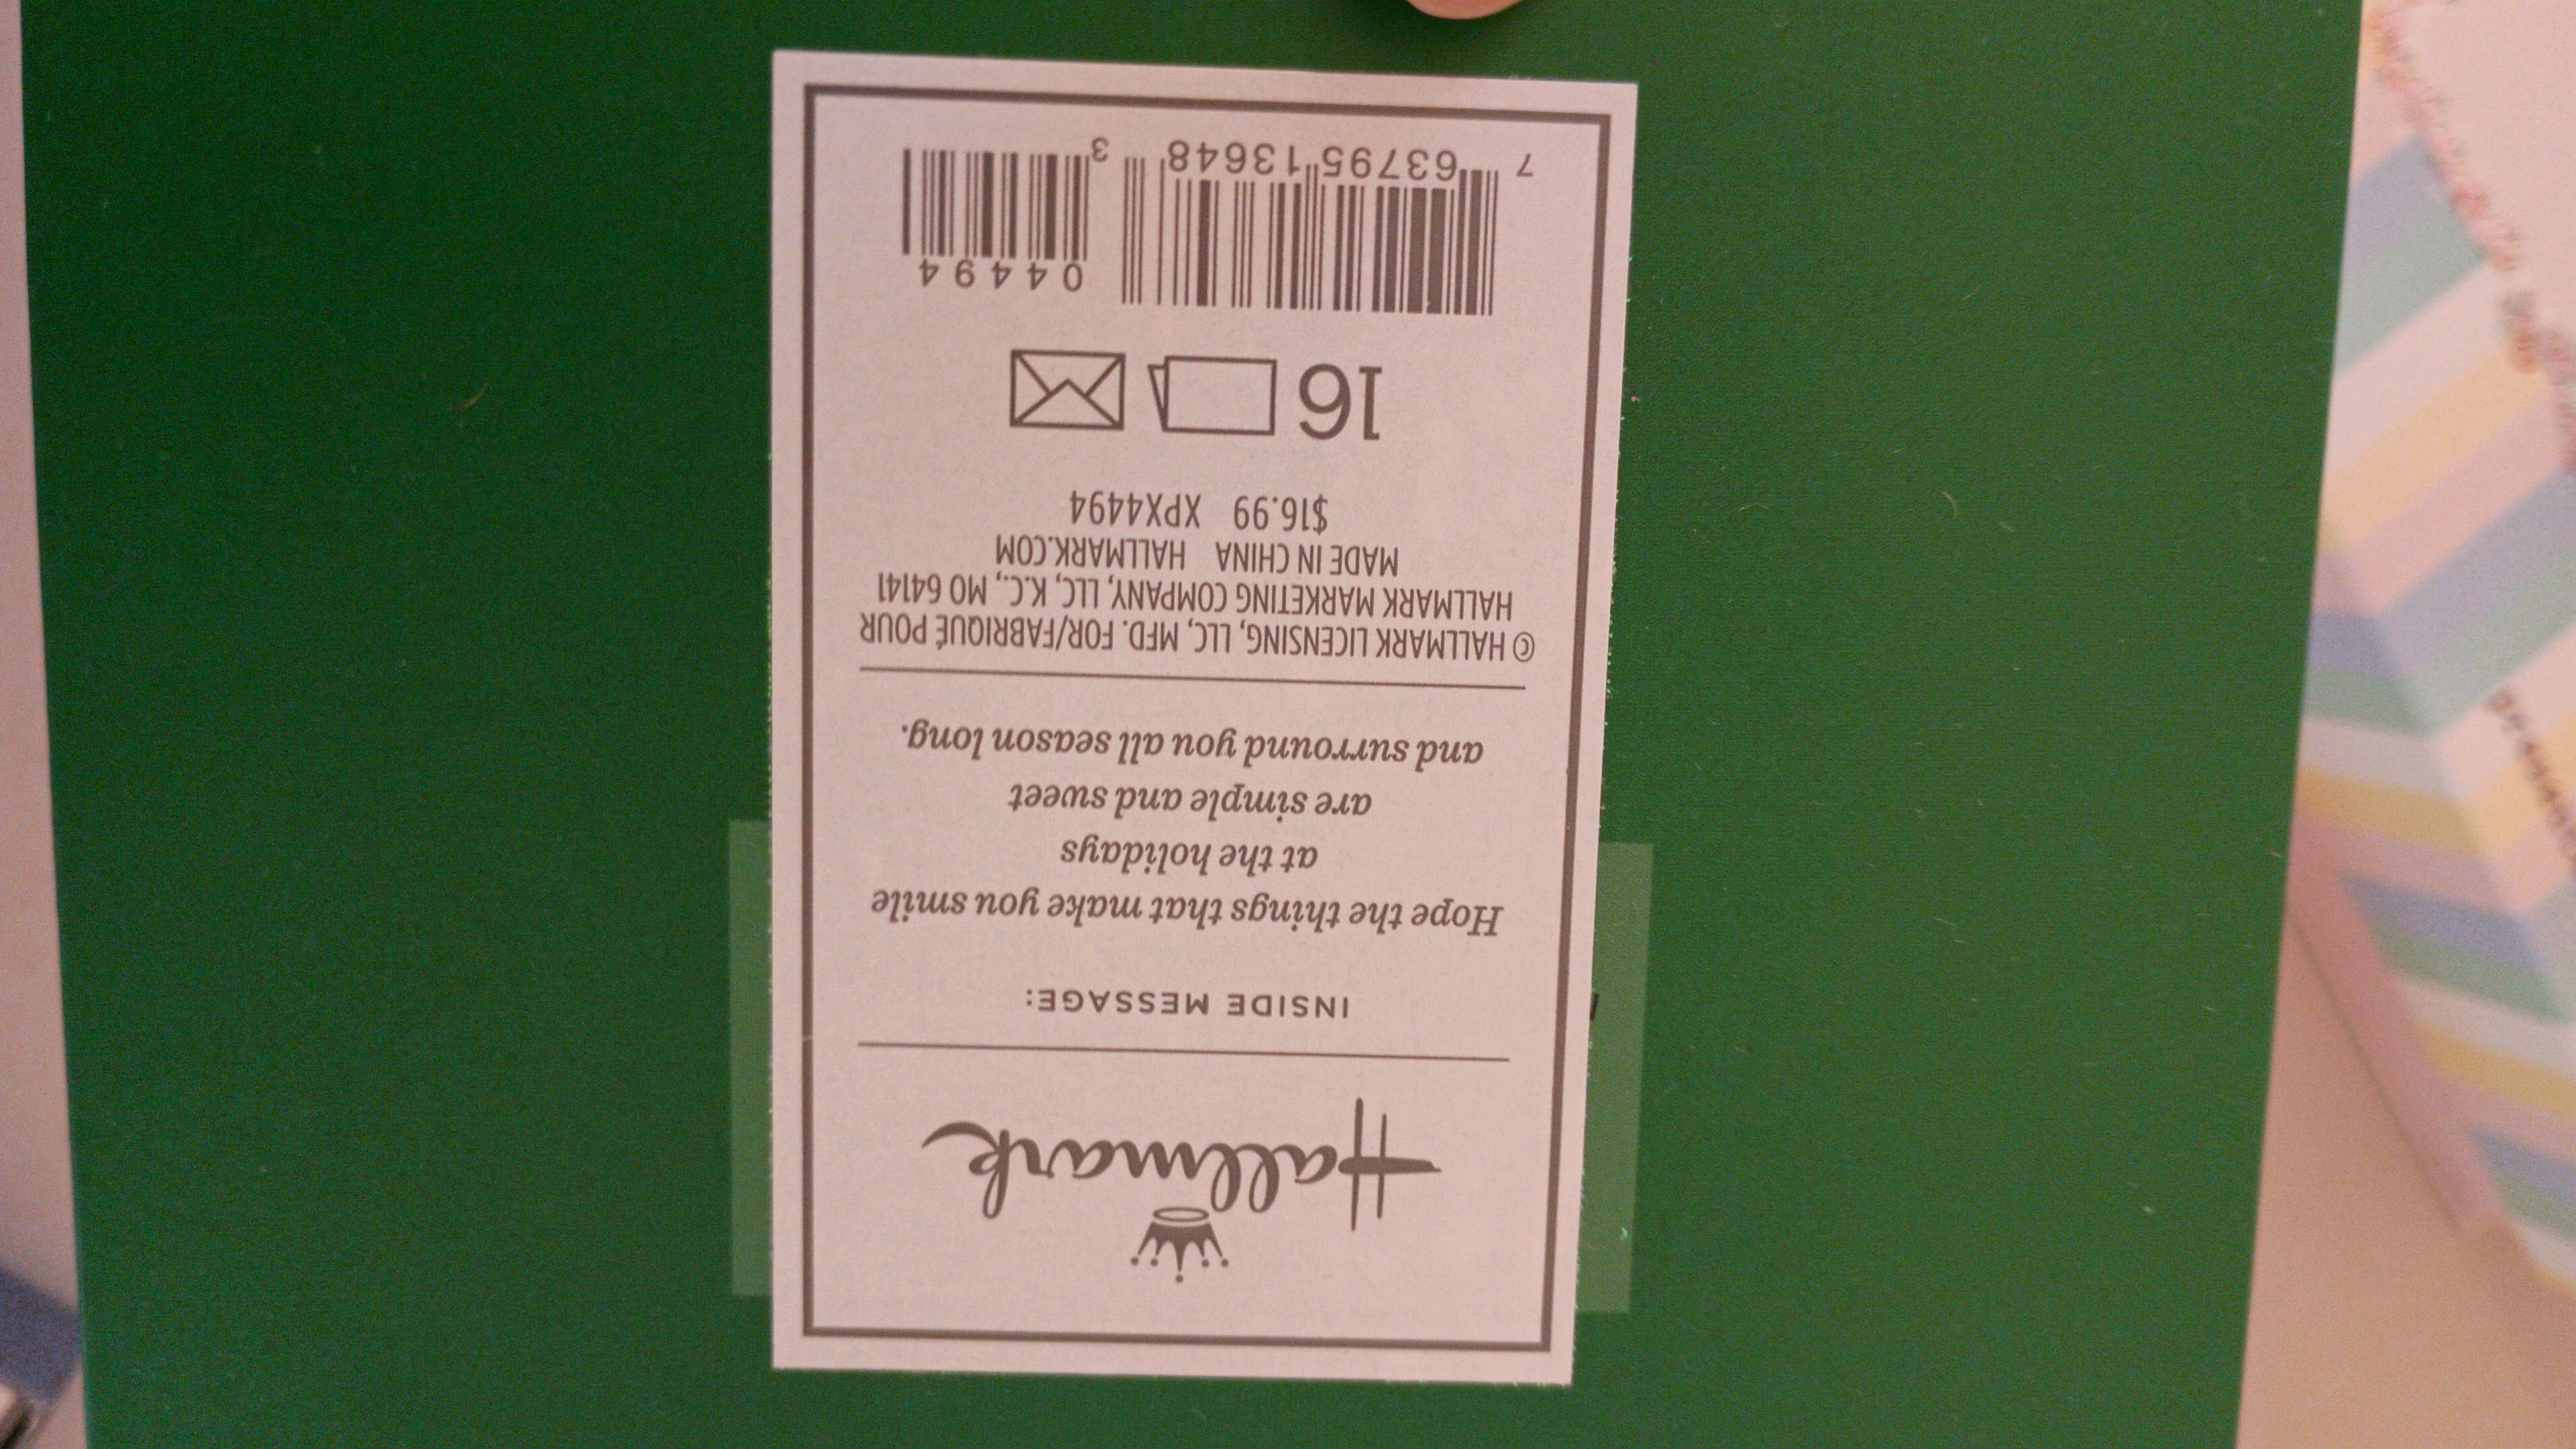 Hallmark
INSIDE MESSAGE:
Hope the things that make you smile
at the holidays
are simple and sweet
and surround you all season long.
© HALLMARK LICENSING, LLC, MFD. FOR/FABRIQUÉ POUR
HALLMARK MARKETING COMPANY, LLC, K.C., MO 64141
MADE IN CHINA HALLMARK.COM
$16.99 XPX4494
16
04494
7 63795 13648 3